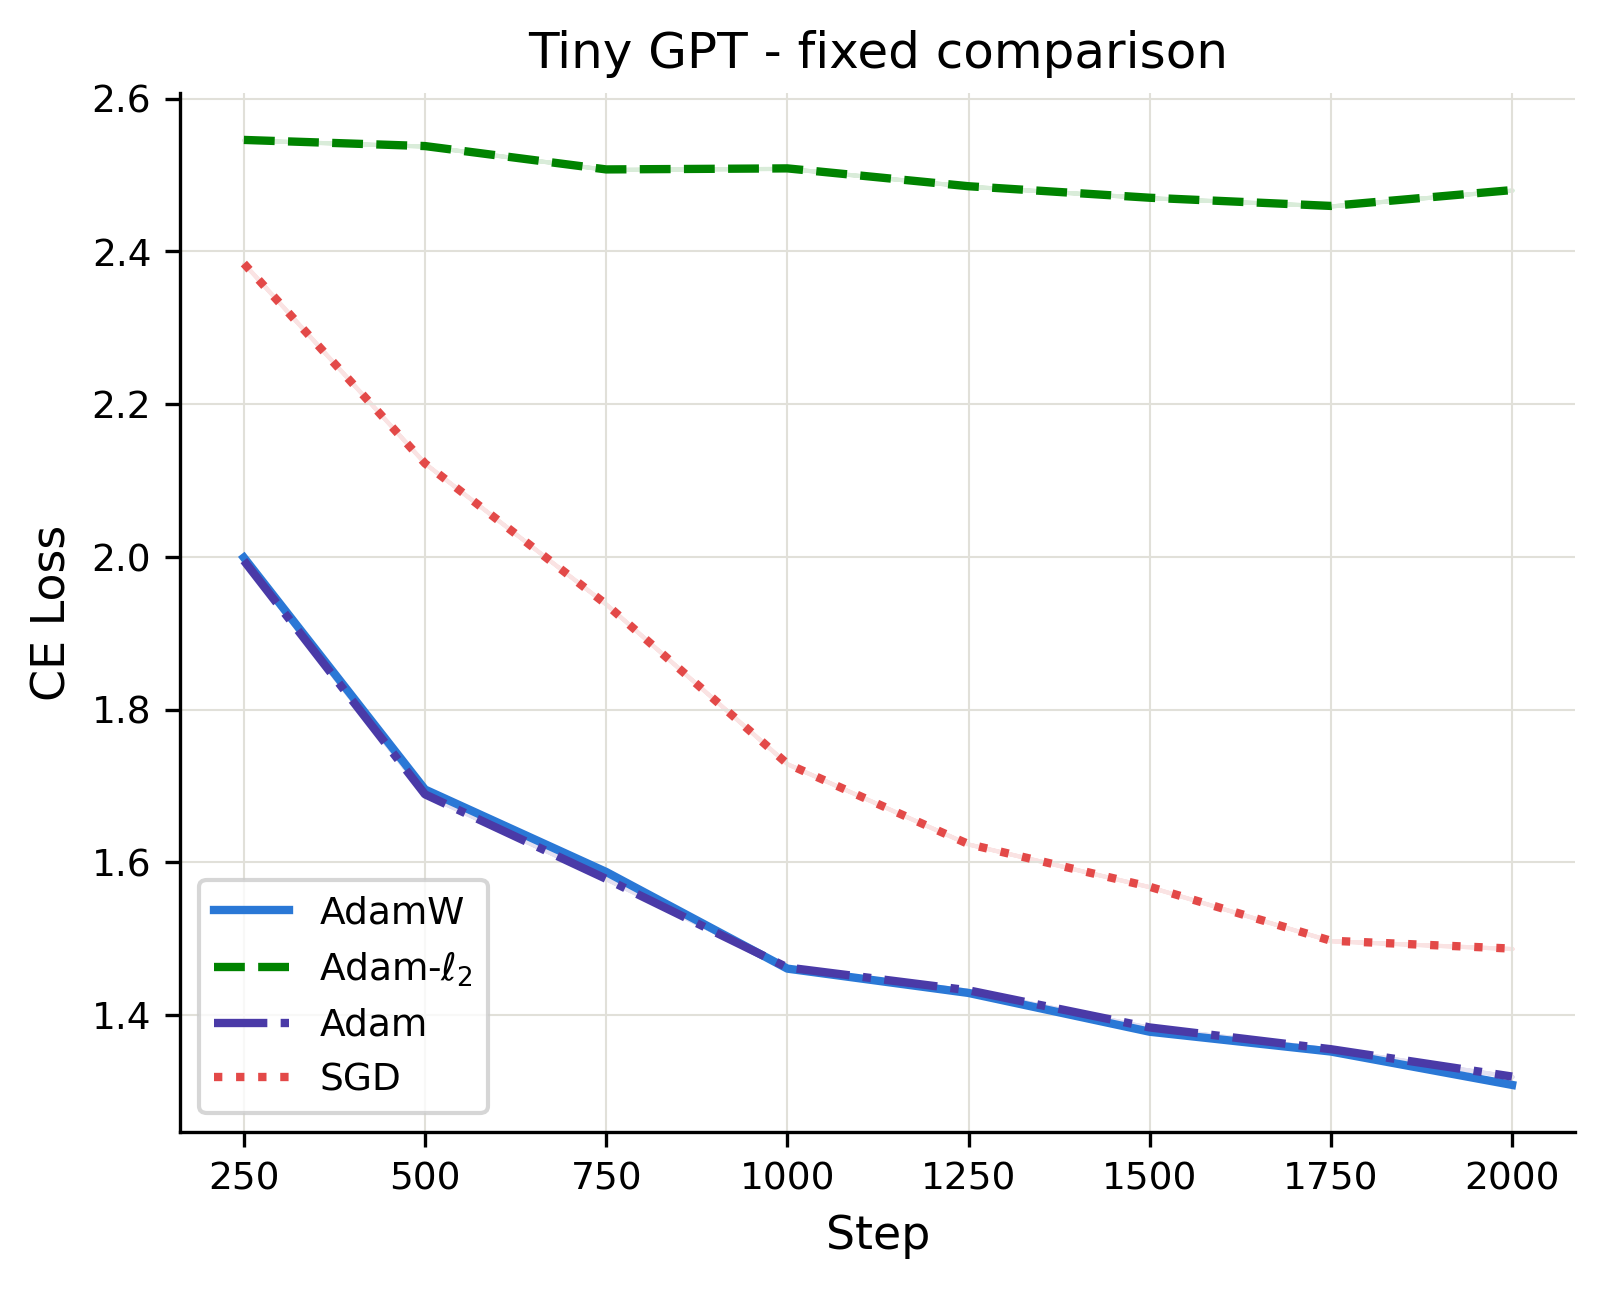 Tiny GPT - fixed comparison
2.6
2.4
2.2
2.0
1.8
1.6
1.4
CE Loss
AdamW
Adam-ℓ₂
Adam
SGD
250 500 750 1000 1250 1500 1750 2000
Step